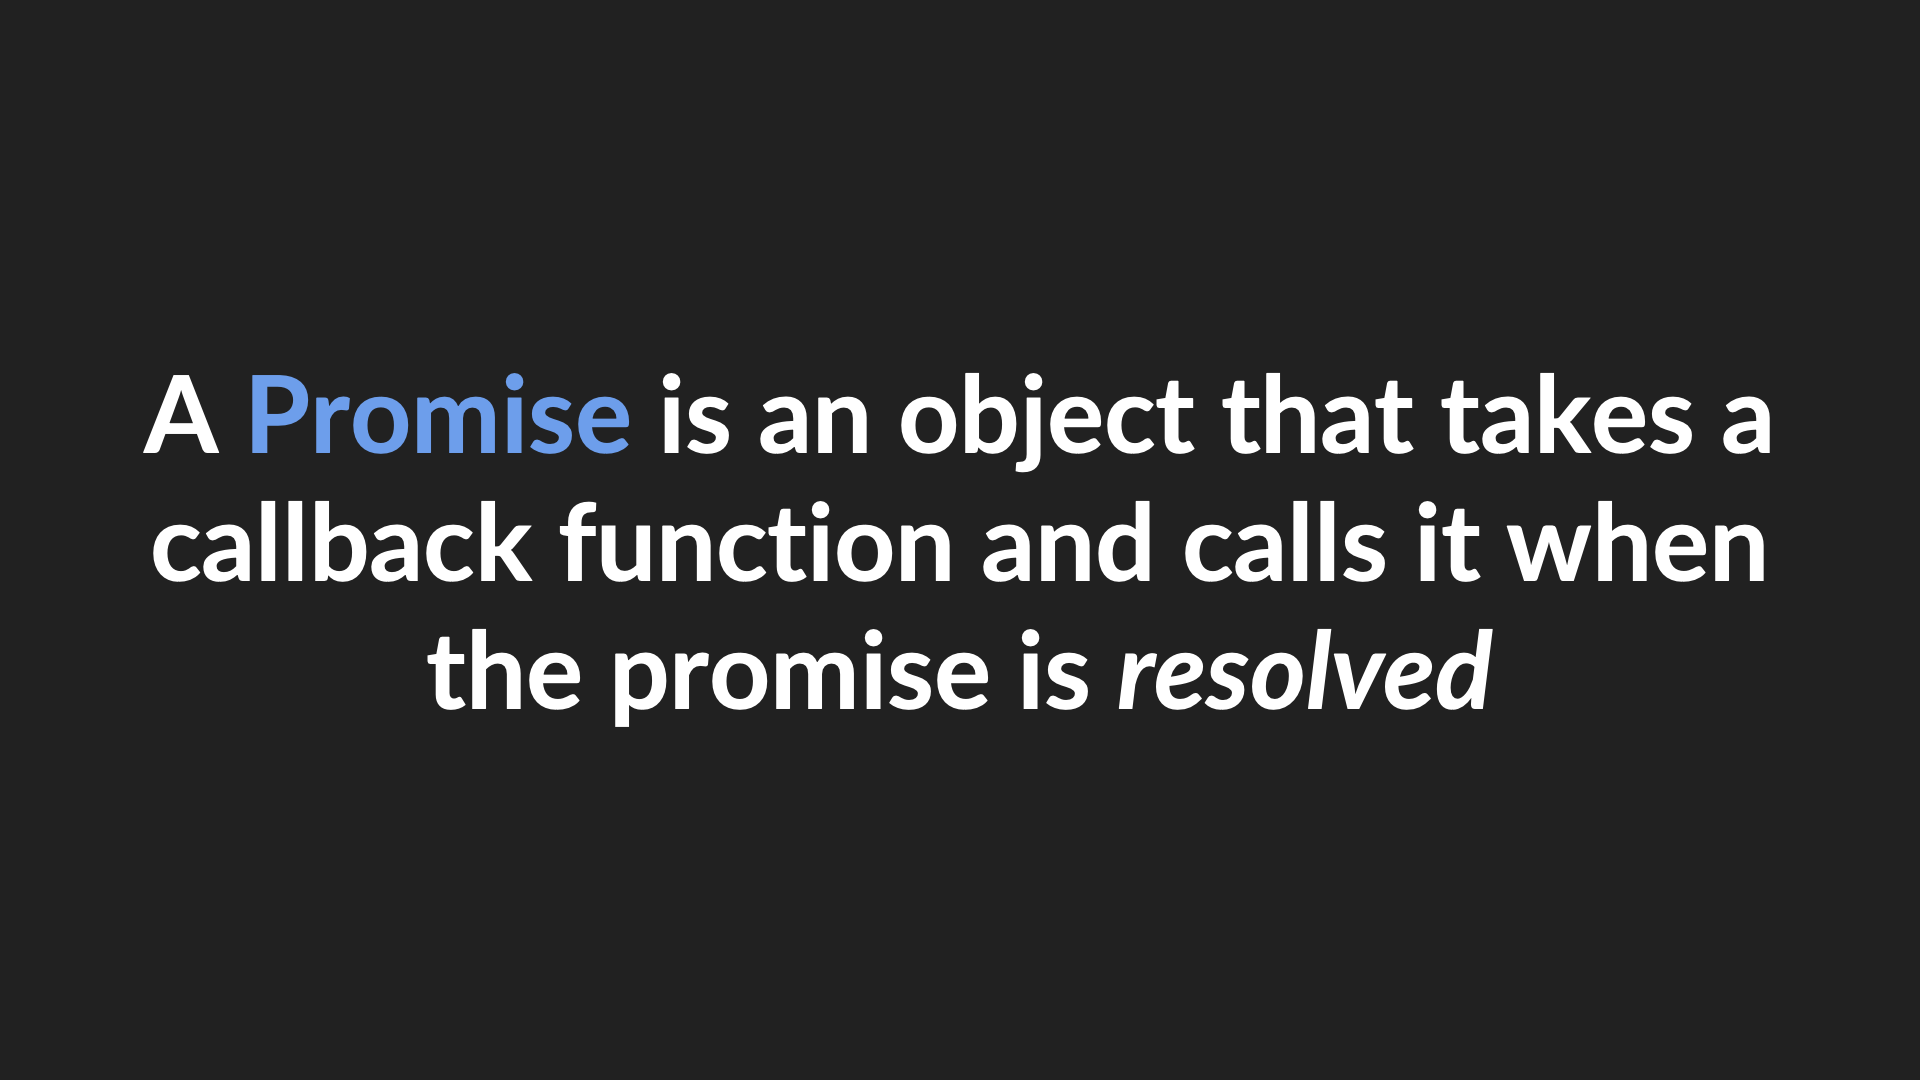 A Promise is an object that takes a
callback function and calls it when
the promise is resolved